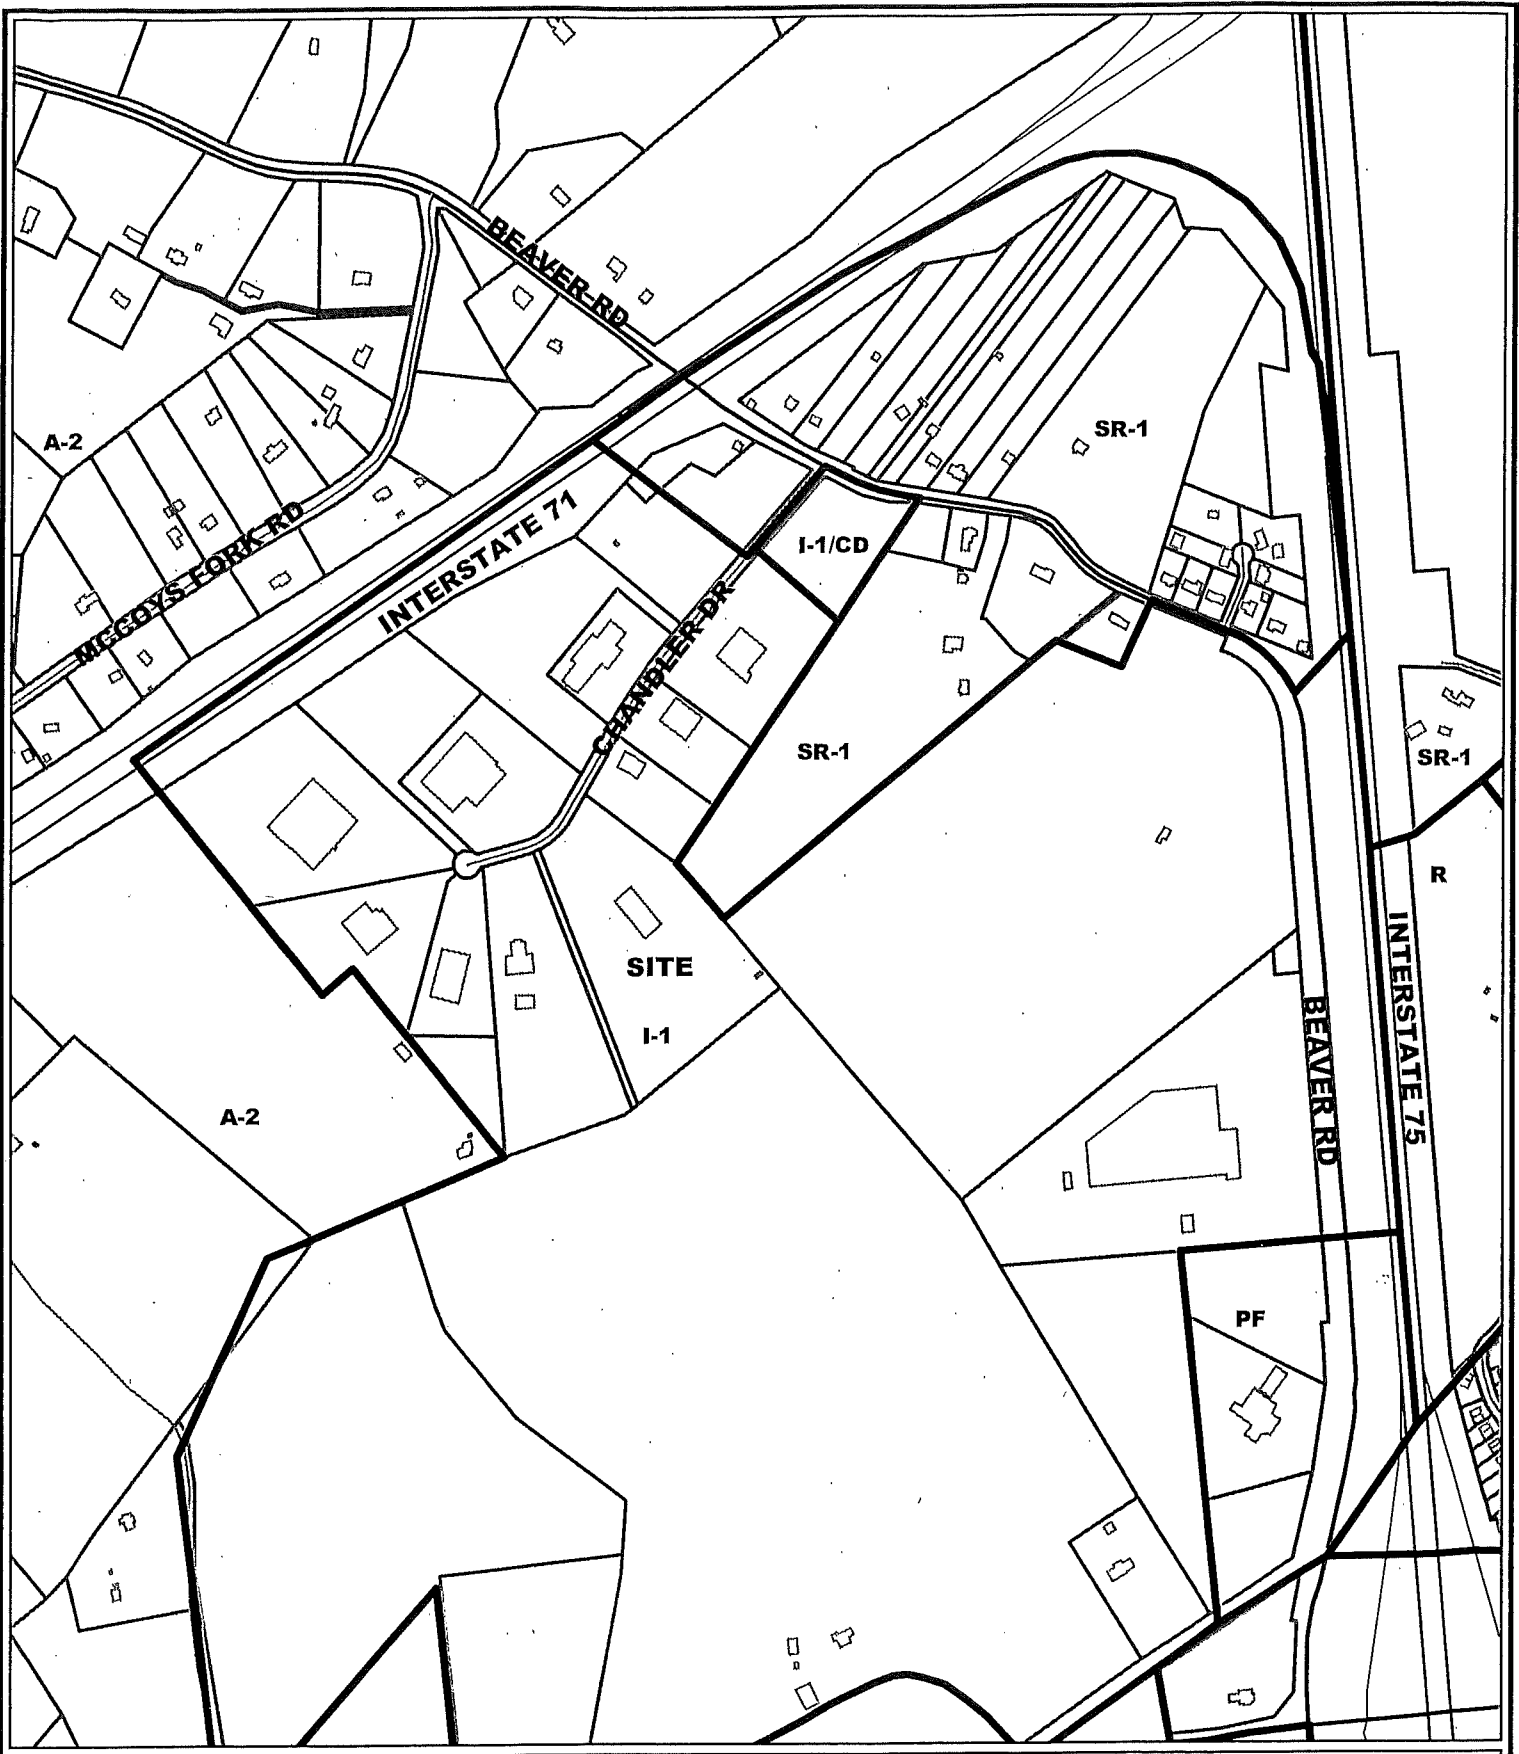 BEAVER RD
SR-1
A-2
MCCOYS FORK RD
INTERSTATE 71
I-1/CD
CHANDLER DR
SR-1
SR-1
R
SITE
I-1
INTERSTATE 75
BEAVER RD
A-2
PF